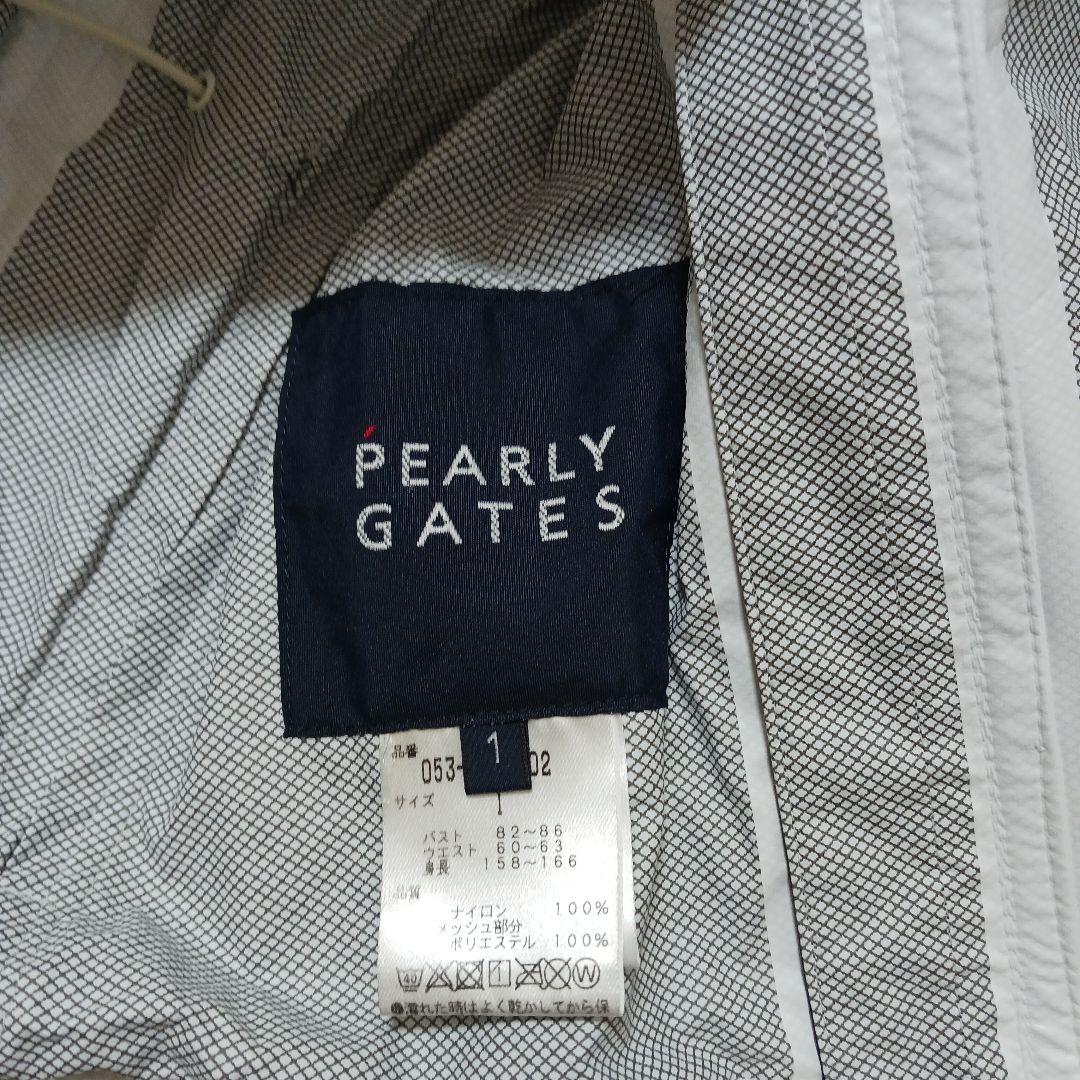 PEARLY
GATES
1
品番
053- 02
サイズ
1
バスト 82～86
ウエスト 60～63
身長 158～166
品質
ナイロン 100%
メッシュ部分
ポリエステル 100%
40 W
●濡れた時はよく乾かしてから保